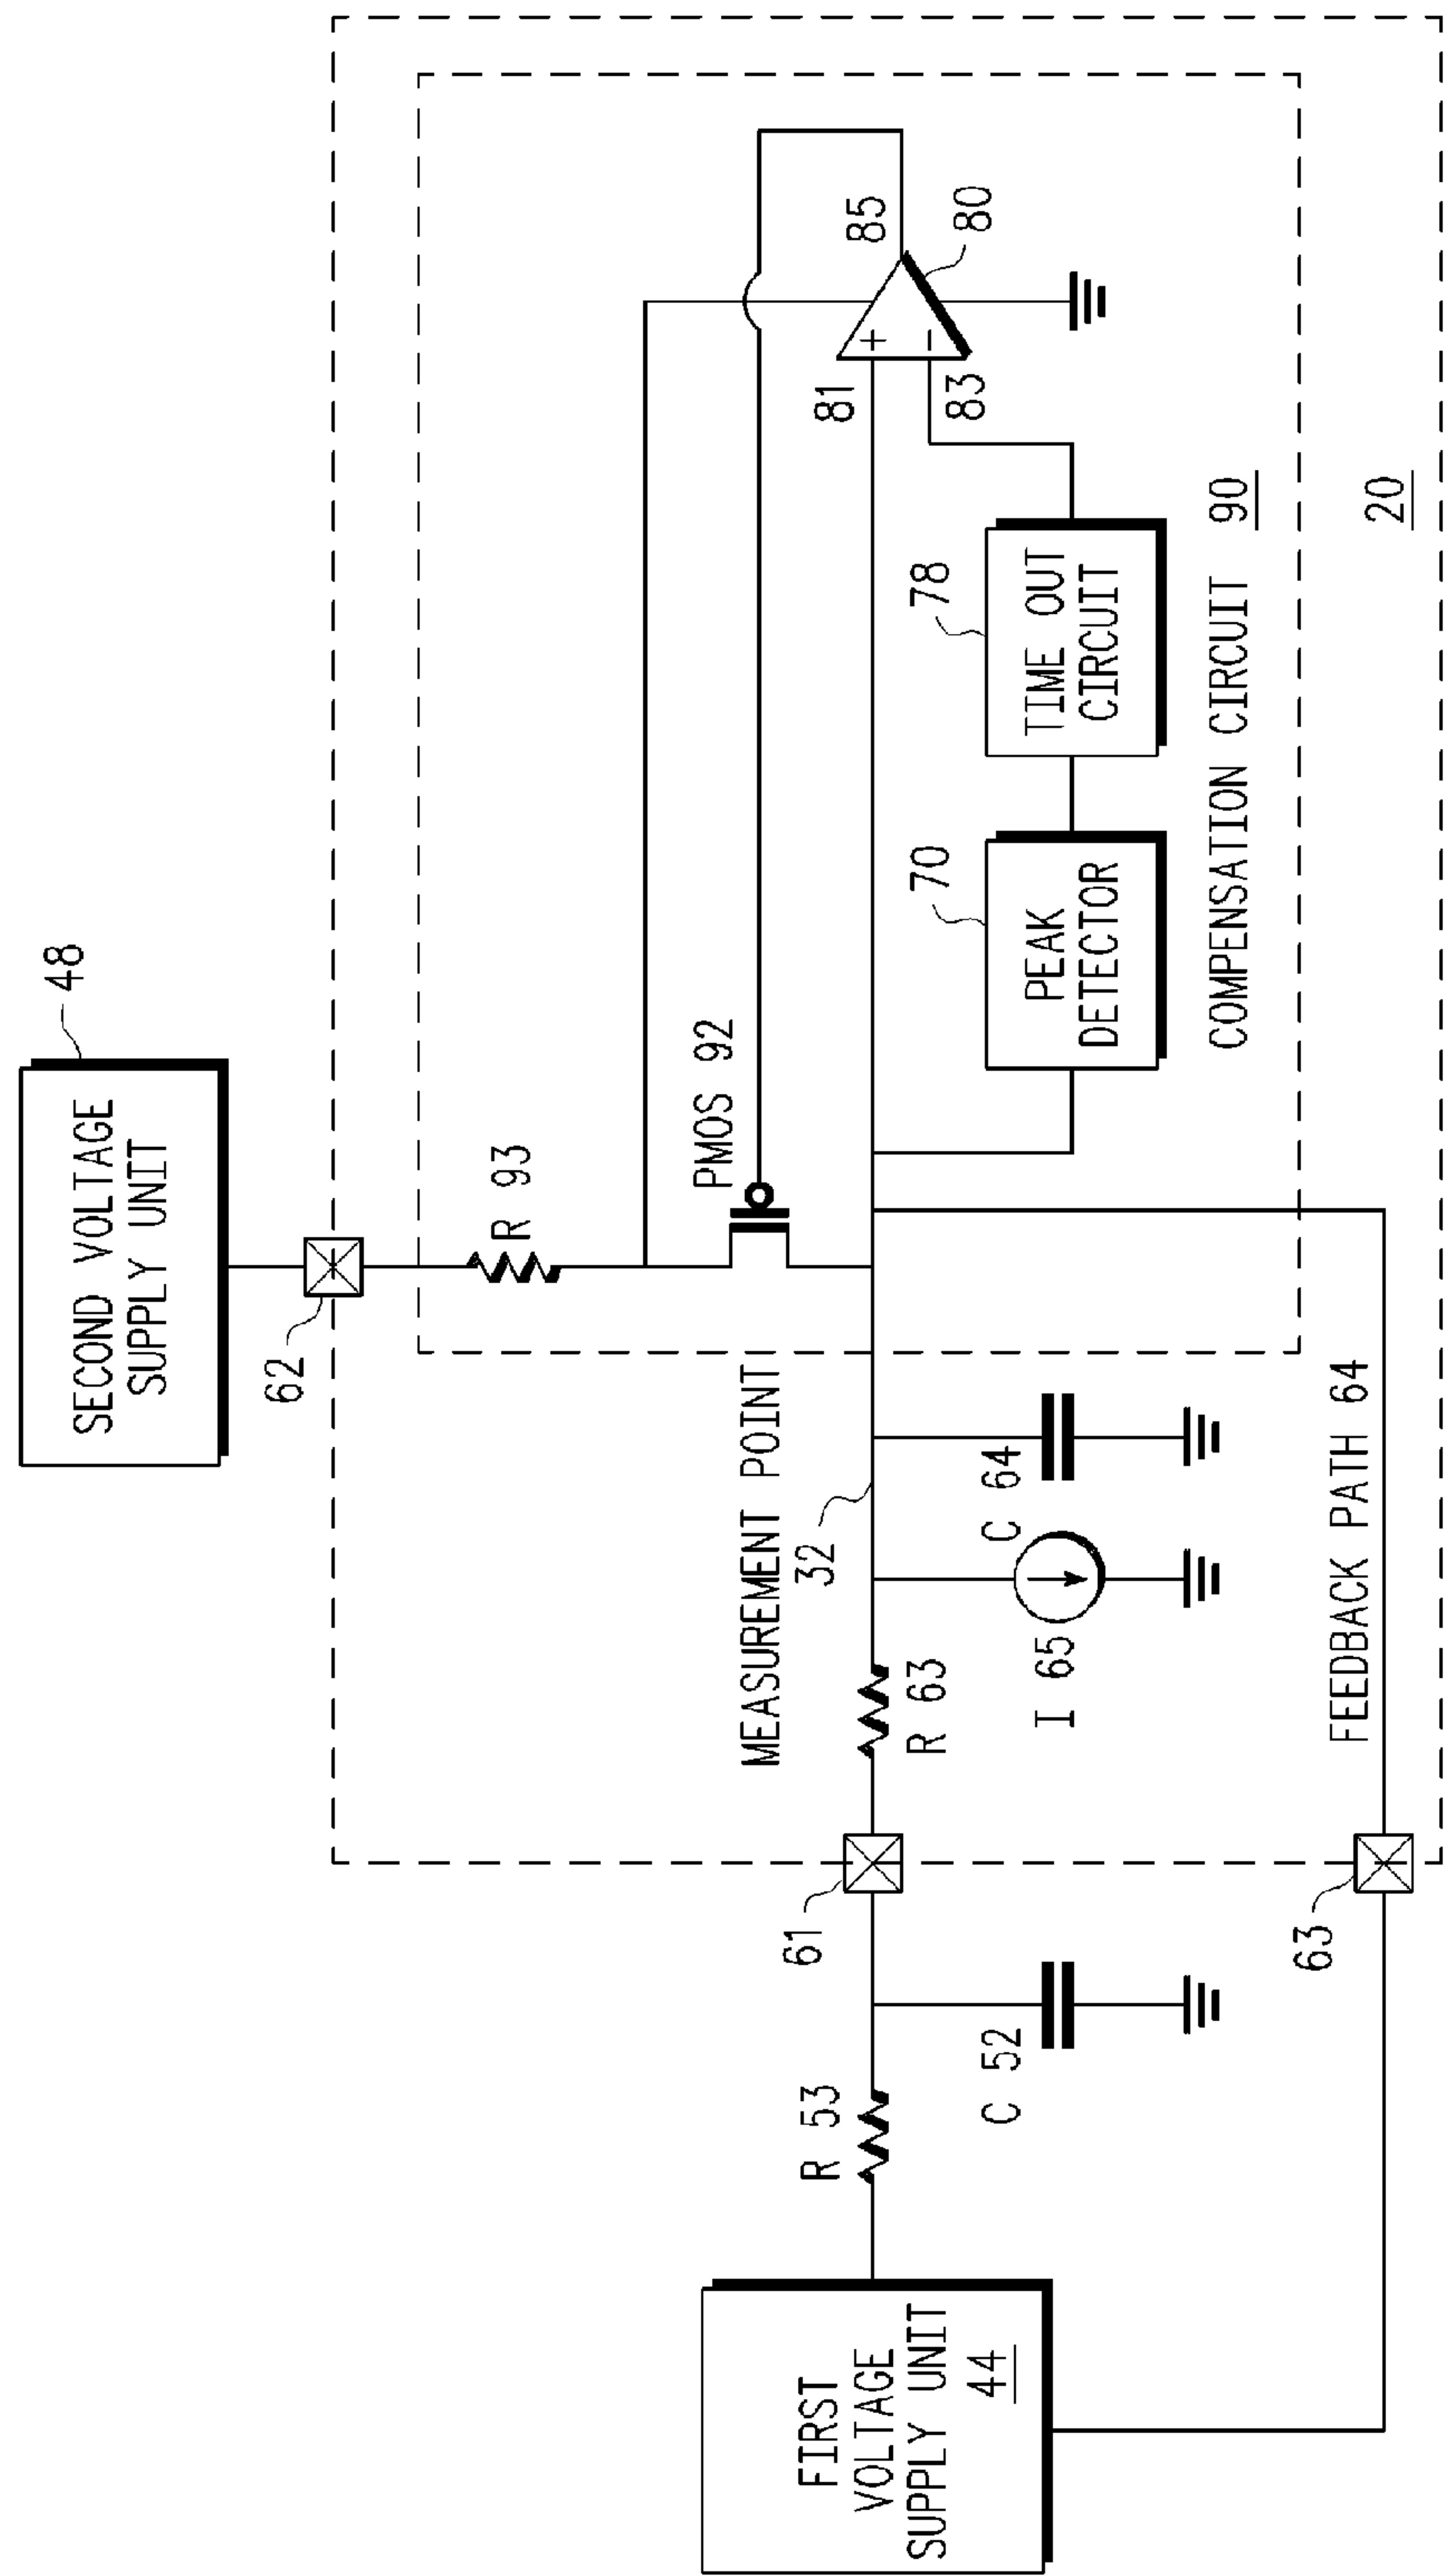 SECOND VOLTAGE
SUPPLY UNIT
48
62
R 93
PMOS 92
85
80
81
+
−
83
MEASUREMENT POINT
32
R 63
61
R 53
C 52
C 64
I 65
PEAK
DETECTOR
70
TIME OUT
CIRCUIT
78
COMPENSATION CIRCUIT 90
20
FEEDBACK PATH 64
63
FIRST
VOLTAGE
SUPPLY UNIT
44